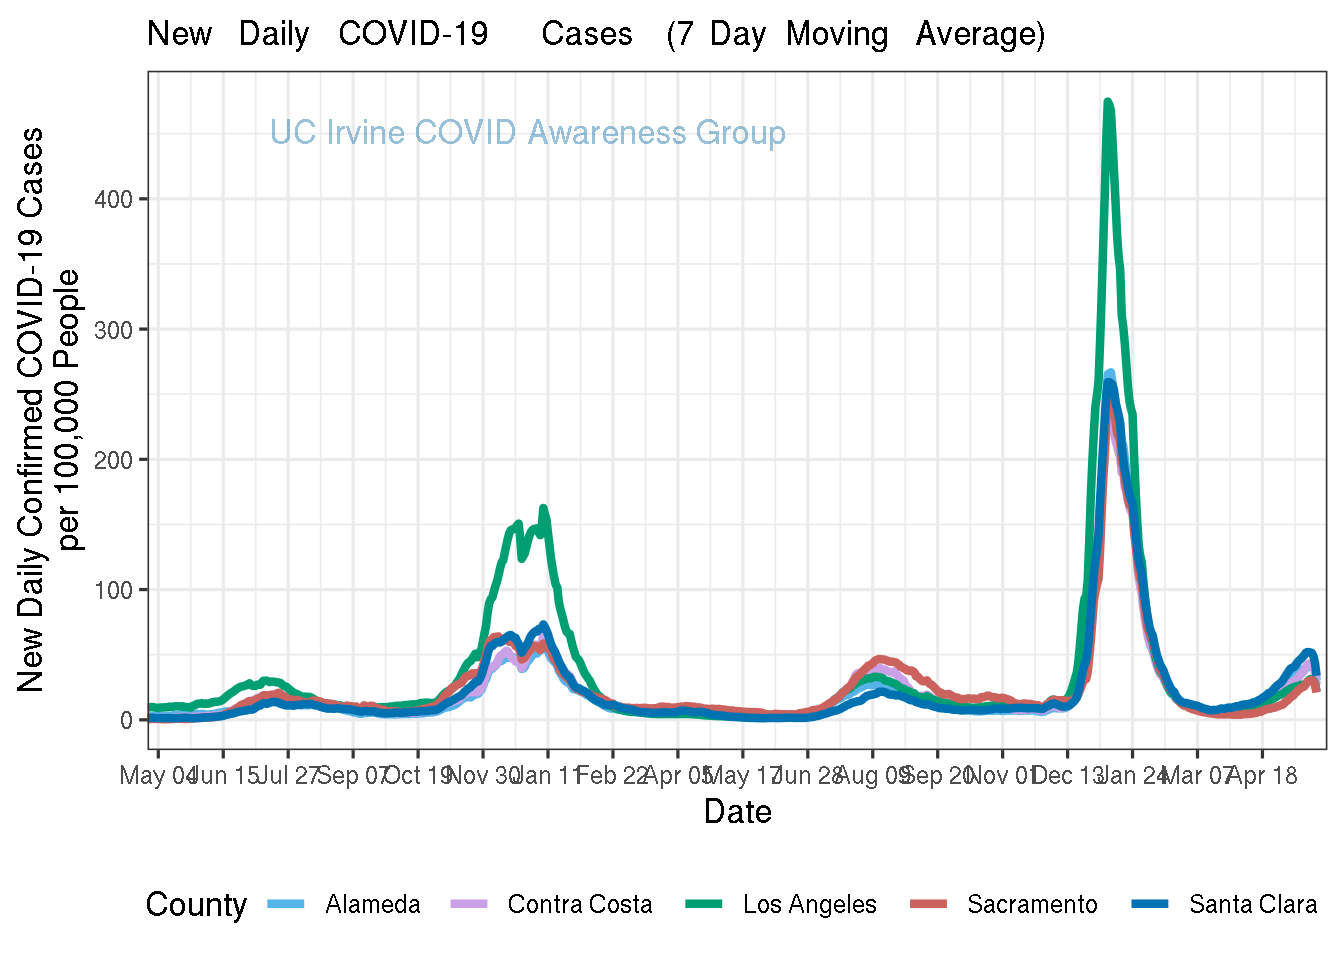 New Daily COVID-19 Cases (7 Day Moving Average)
UC Irvine COVID Awareness Group
New Daily Confirmed COVID-19 Cases
per 100,000 People
400
300
200
100
0
May 04 Jun 15 Jul 27 Sep 07 Oct 19 Nov 30 Jan 11 Feb 22 Apr 05 May 17 Jun 28 Aug 09 Sep 20 Nov 01 Dec 13 Jan 24 Mar 07 Apr 18
Date
County Alameda Contra Costa Los Angeles Sacramento Santa Clara